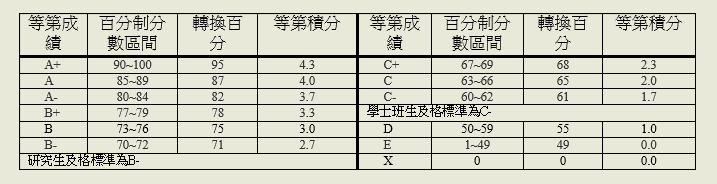 等第成績 百分制分數區間 轉換百分 等第積分 等第成績 百分制分數區間 轉換百分 等第積分
A+ 90~100 95 4.3 C+ 67~69 68 2.3
A 85~89 87 4.0 C 63~66 65 2.0
A- 80~84 82 3.7 C- 60~62 61 1.7
B+ 77~79 78 3.3 學士班生及格標準為C-
B 73~76 75 3.0 D 50~59 55 1.0
B- 70~72 71 2.7 E 1~49 49 0.0
研究生及格標準為B- X 0 0 0.0